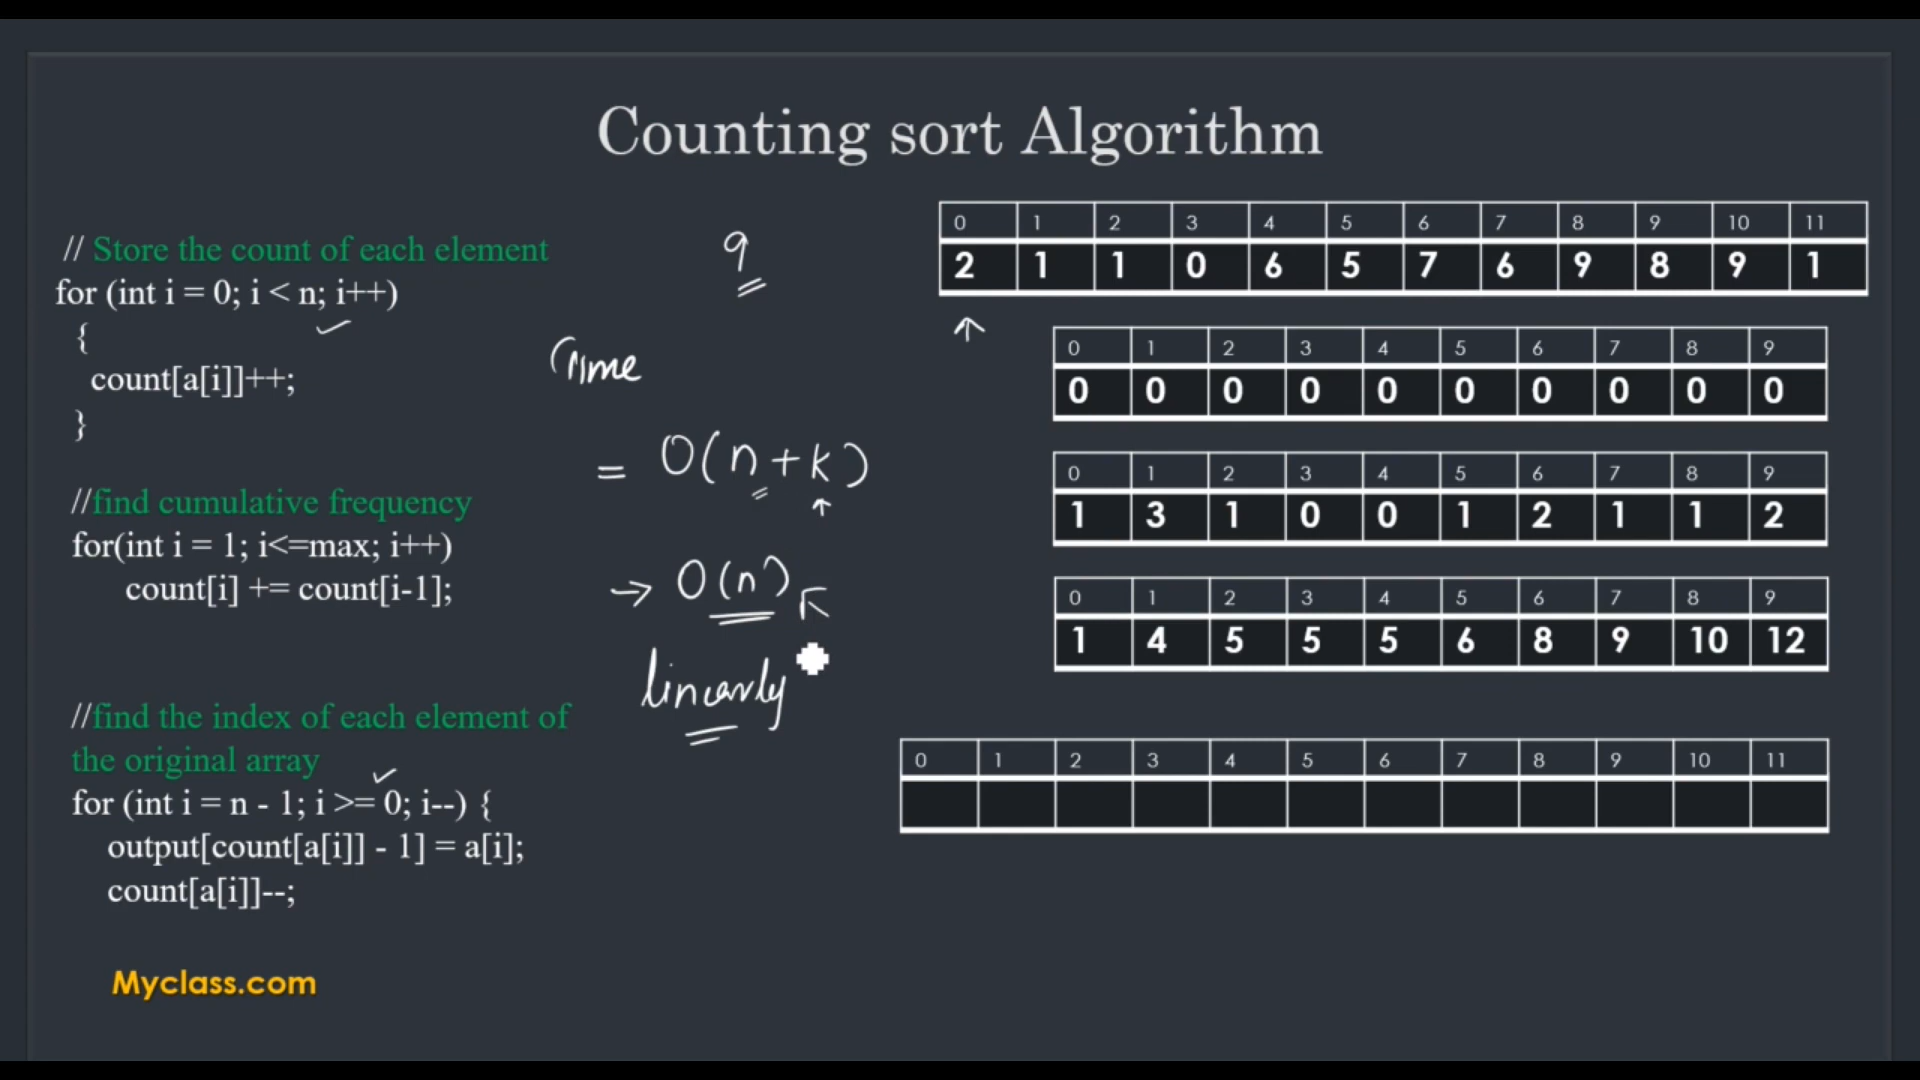 Counting sort Algorithm
// Store the count of each element
for (int i = 0; i < n; i++)
{
count[a[i]]++;
}
//find cumulative frequency
for(int i = 1; i<=max; i++)
count[i] += count[i-1];
//find the index of each element of
the original array
for (int i = n - 1; i >= 0; i--) {
output[count[a[i]] - 1] = a[i];
count[a[i]]--;
Myclass.com
9
Time
= O(n+k)
→ O(n)
linearly
0 1 2 3 4 5 6 7 8 9 10 11
2 1 1 0 6 5 7 6 9 8 9 1
0 1 2 3 4 5 6 7 8 9
0 0 0 0 0 0 0 0 0 0
0 1 2 3 4 5 6 7 8 9
1 3 1 0 0 1 2 1 1 2
0 1 2 3 4 5 6 7 8 9
1 4 5 5 5 6 8 9 10 12
0 1 2 3 4 5 6 7 8 9 10 11